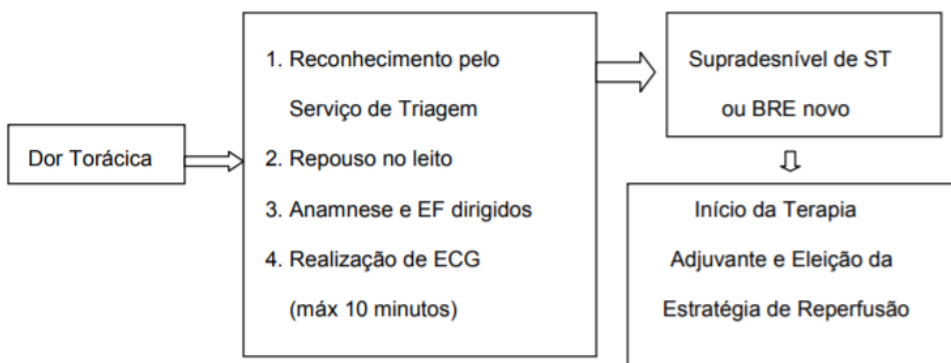 Dor Torácica
1. Reconhecimento pelo
Serviço de Triagem
2. Repouso no leito
3. Anamnese e EF dirigidos
4. Realização de ECG
(máx 10 minutos)
Supradesnível de ST
ou BRE novo
Início da Terapia
Adjuvante e Eleição da
Estratégia de Reperfusão